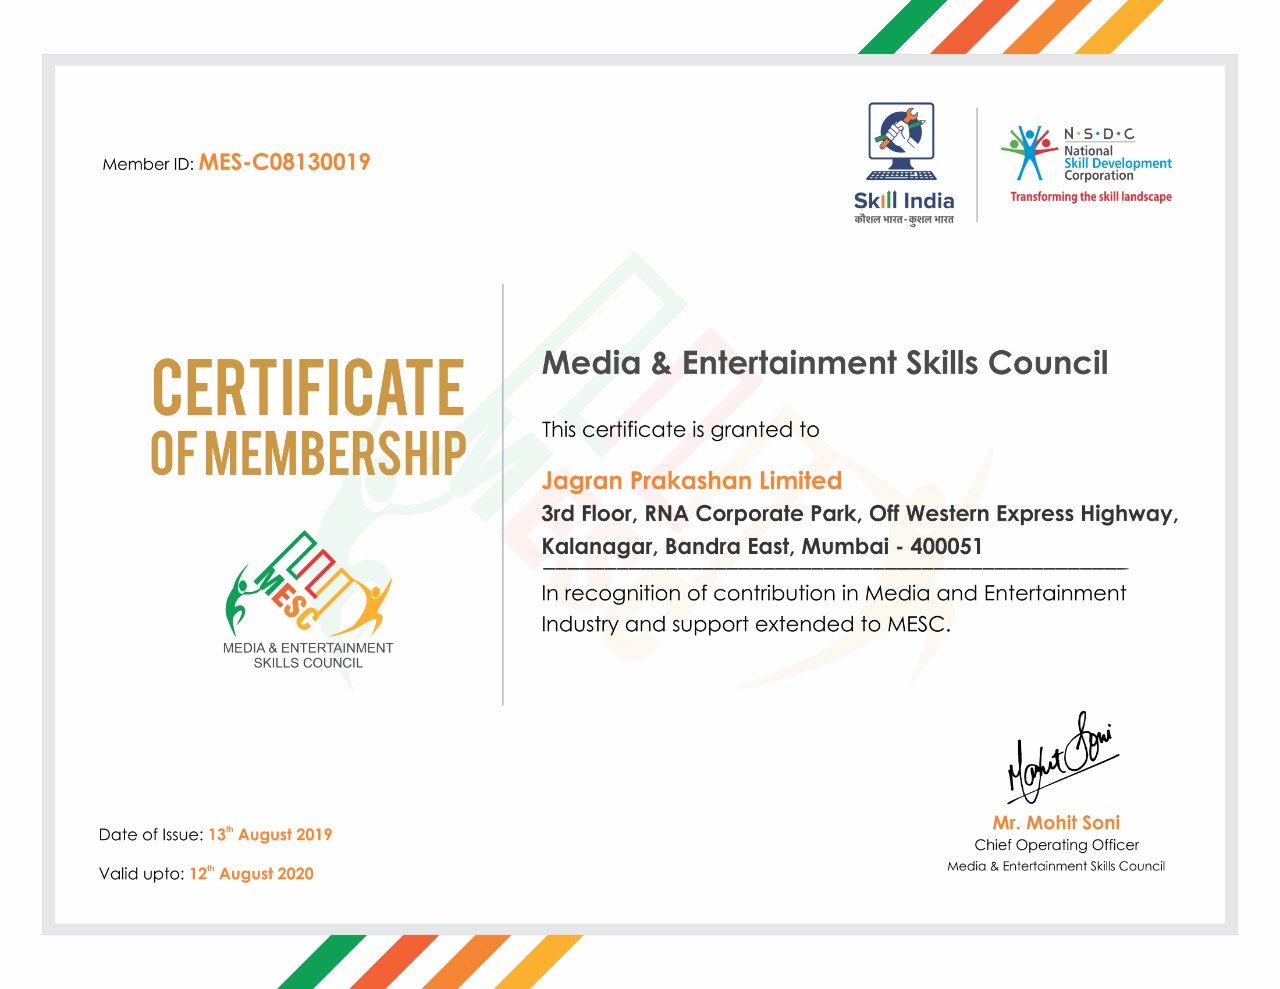 Member ID: MES-C08130019
Skill India
कौशल भारत - कुशल भारत
N·S·D·C
National
Skill Development
Corporation
Transforming the skill landscape
CERTIFICATE
OF MEMBERSHIP
MESC
MEDIA & ENTERTAINMENT
SKILLS COUNCIL
Media & Entertainment Skills Council
This certificate is granted to
Jagran Prakashan Limited
3rd Floor, RNA Corporate Park, Off Western Express Highway,
Kalanagar, Bandra East, Mumbai - 400051
In recognition of contribution in Media and Entertainment
Industry and support extended to MESC.
Mohit Soni
Mr. Mohit Soni
Chief Operating Officer
Media & Entertainment Skills Council
Date of Issue: 13th August 2019
Valid upto: 12th August 2020